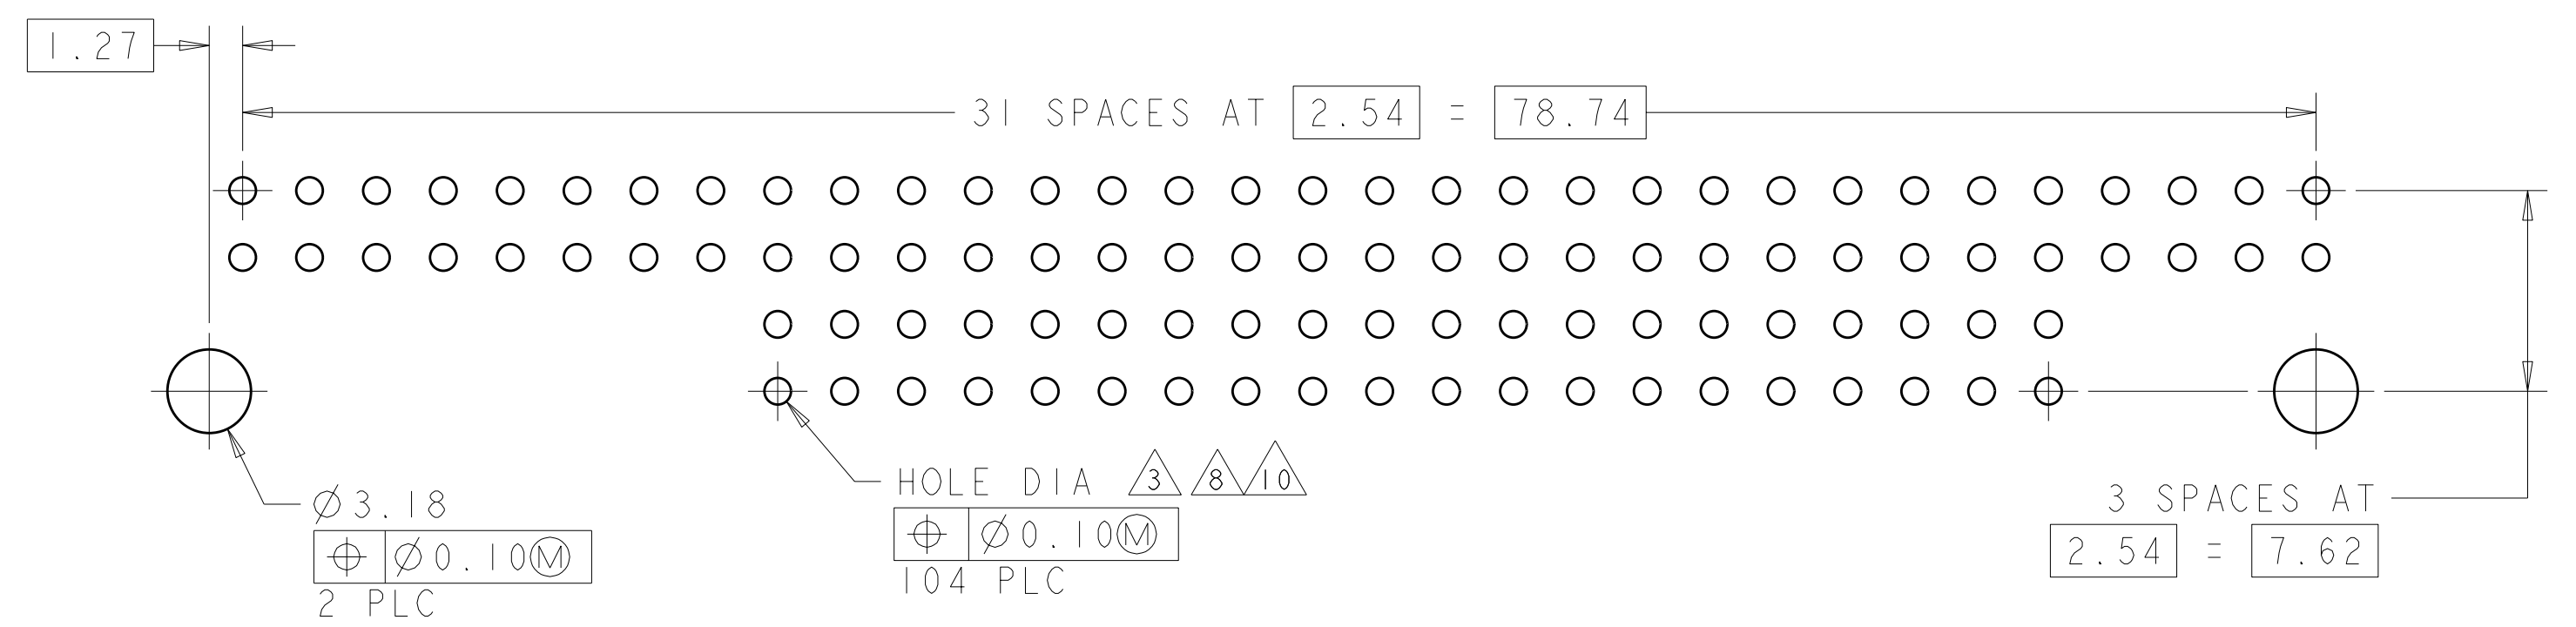 1.27
31 SPACES AT 2.54 = 78.74
HOLE DIA 3 8 10
⌖ ⌀0.10Ⓜ
104 PLC
⌀3.18
⌖ ⌀0.10Ⓜ
2 PLC
3 SPACES AT
2.54 = 7.62